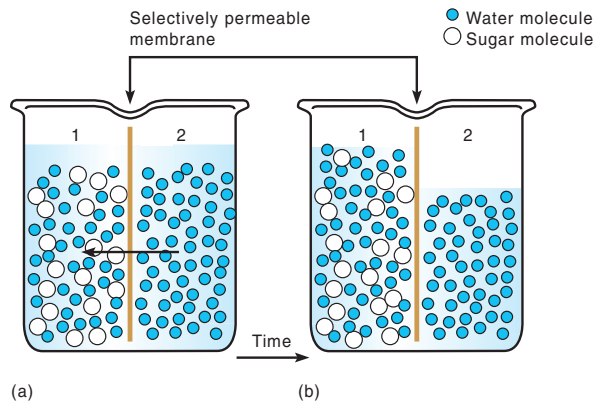 Selectively permeable
membrane
Water molecule
Sugar molecule
1
2
1
2
Time
(a)
(b)